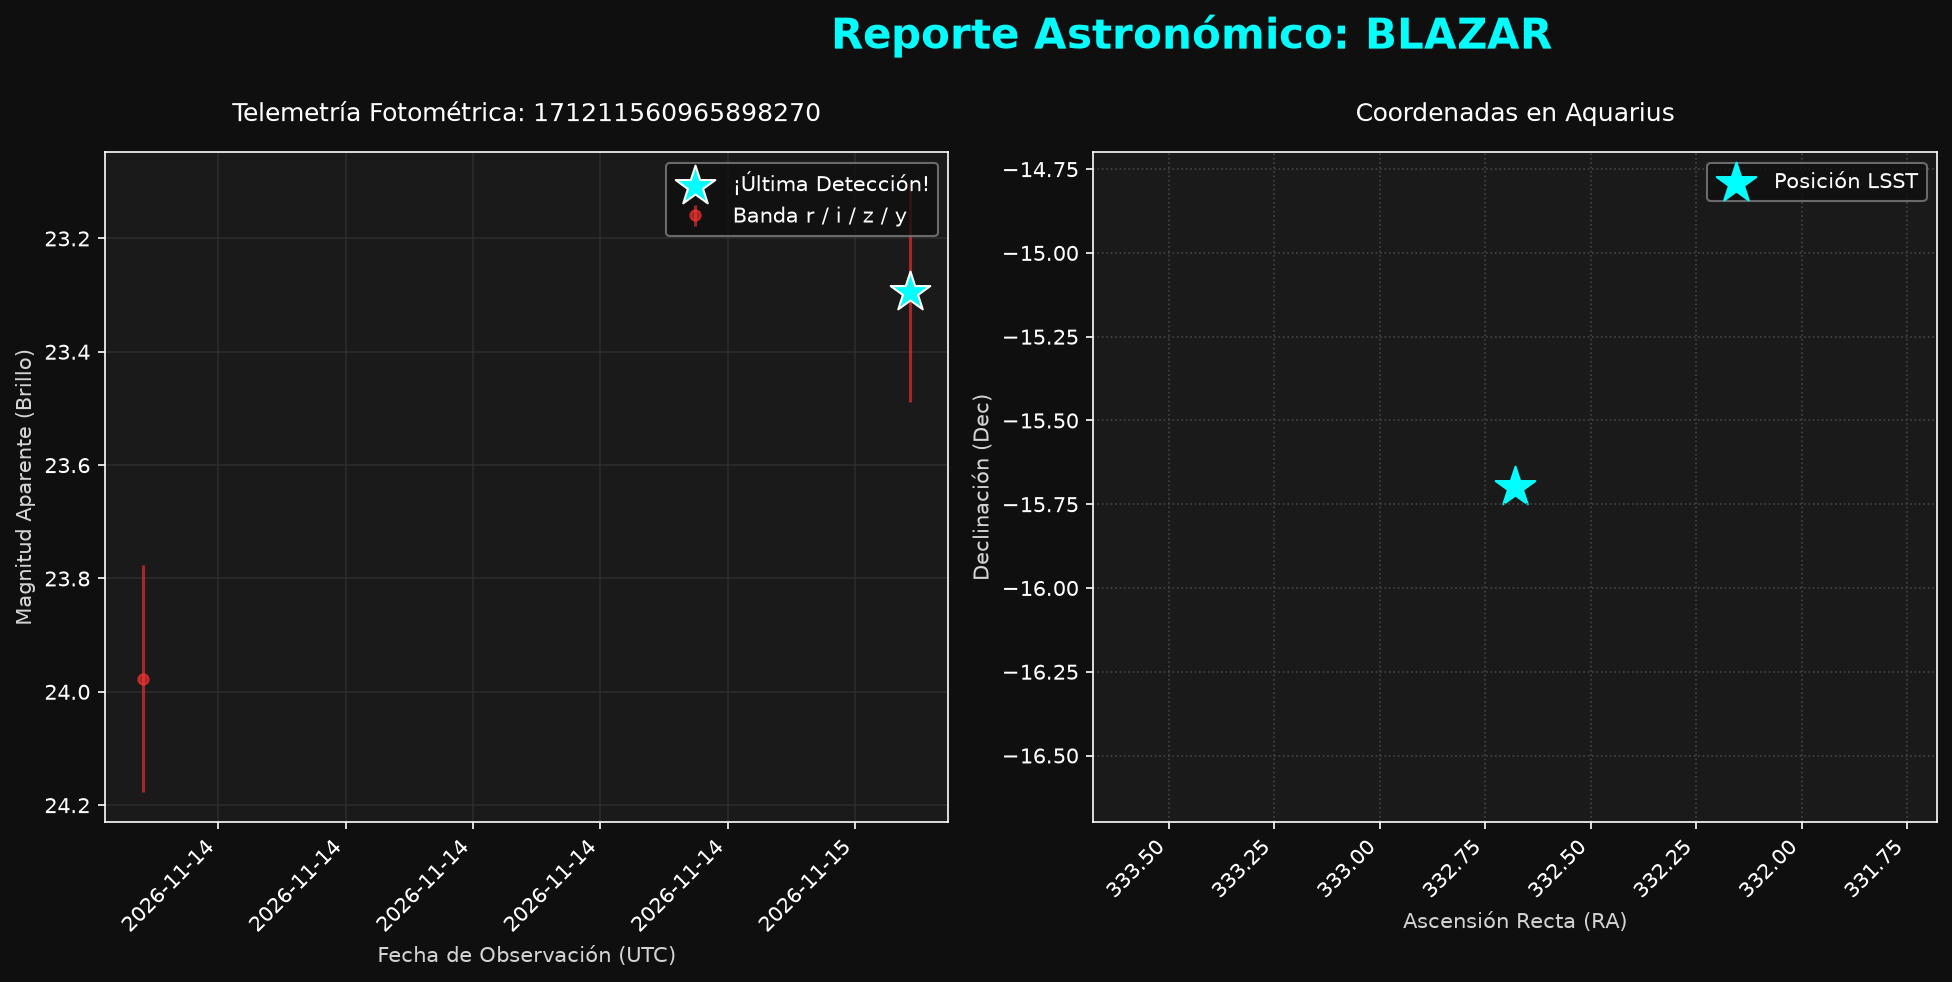 Reporte Astronómico: BLAZAR
Telemetría Fotométrica: 171211560965898270
¡Última Detección!
Banda r / i / z / y
Magnitud Aparente (Brillo)
23.2
23.4
23.6
23.8
24.0
24.2
2026-11-14
2026-11-14
2026-11-14
2026-11-14
2026-11-14
2026-11-15
Fecha de Observación (UTC)
Coordenadas en Aquarius
Posición LSST
Declinación (Dec)
−14.75
−15.00
−15.25
−15.50
−15.75
−16.00
−16.25
−16.50
333.50
333.25
333.00
332.75
332.50
332.25
332.00
331.75
Ascensión Recta (RA)